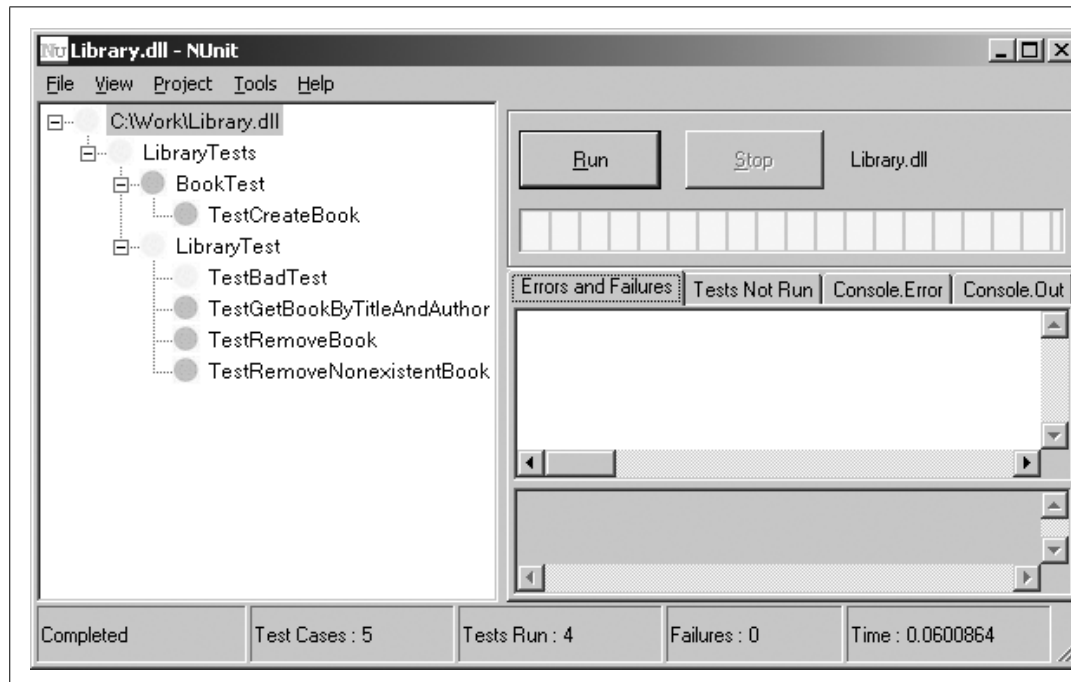 Nu Library.dll - NUnit
File View Project Tools Help
C:\Work\Library.dll
LibraryTests
BookTest
TestCreateBook
LibraryTest
TestBadTest
TestGetBookByTitleAndAuthor
TestRemoveBook
TestRemoveNonexistentBook
Run
Stop
Library.dll
Errors and Failures
Tests Not Run
Console.Error
Console.Out
Completed
Test Cases : 5
Tests Run : 4
Failures : 0
Time : 0.0600864